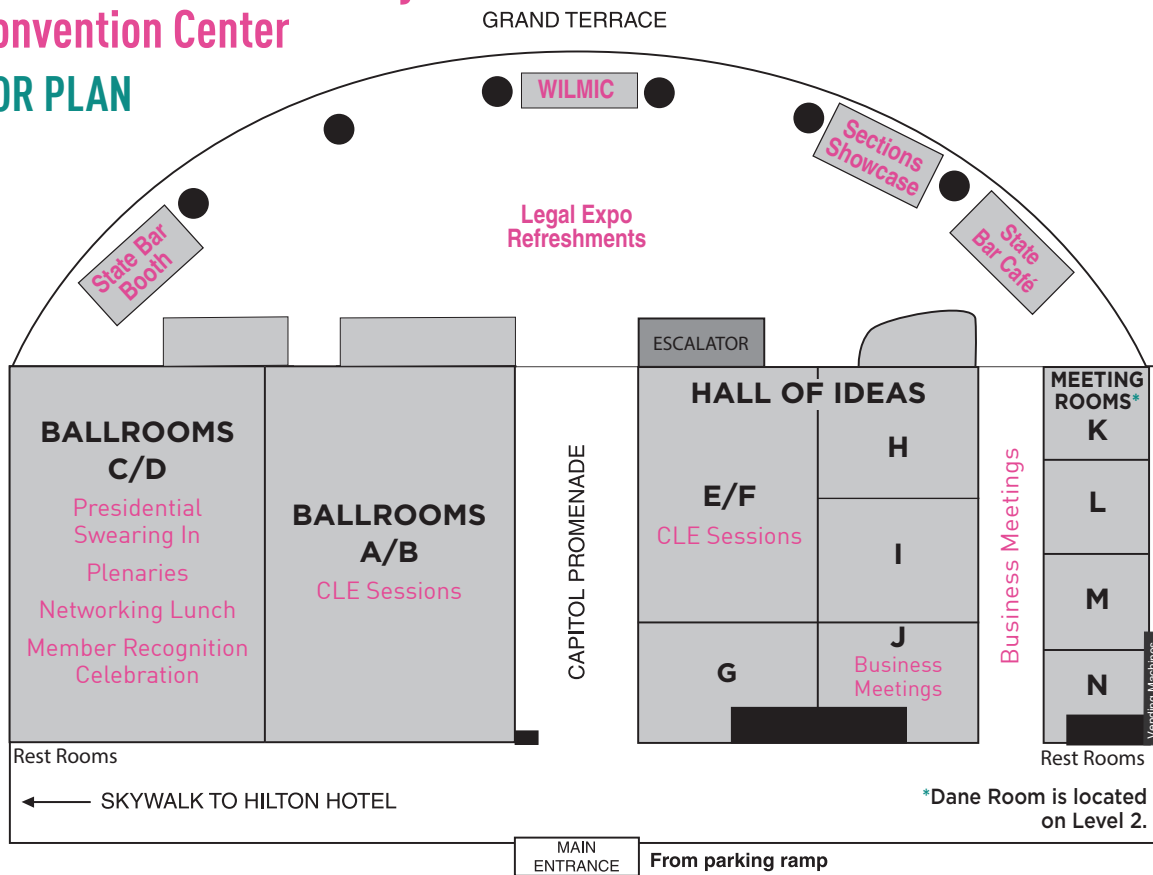 Convention Center
GRAND TERRACE
PLAN
WILMIC
Sections
Showcase
State Bar
Booth
Legal Expo
Refreshments
State
Bar Café
ESCALATOR
BALLROOMS
C/D
Presidential
Swearing In
Plenaries
Networking Lunch
Member Recognition
Celebration
BALLROOMS
A/B
CLE Sessions
CAPITOL PROMENADE
HALL OF IDEAS
E/F
CLE Sessions
G
H
I
J
Business
Meetings
Business Meetings
MEETING
ROOMS*
K
L
M
N
Vending Machines
Rest Rooms
Rest Rooms
SKYWALK TO HILTON HOTEL
*Dane Room is located
on Level 2.
MAIN
ENTRANCE
From parking ramp